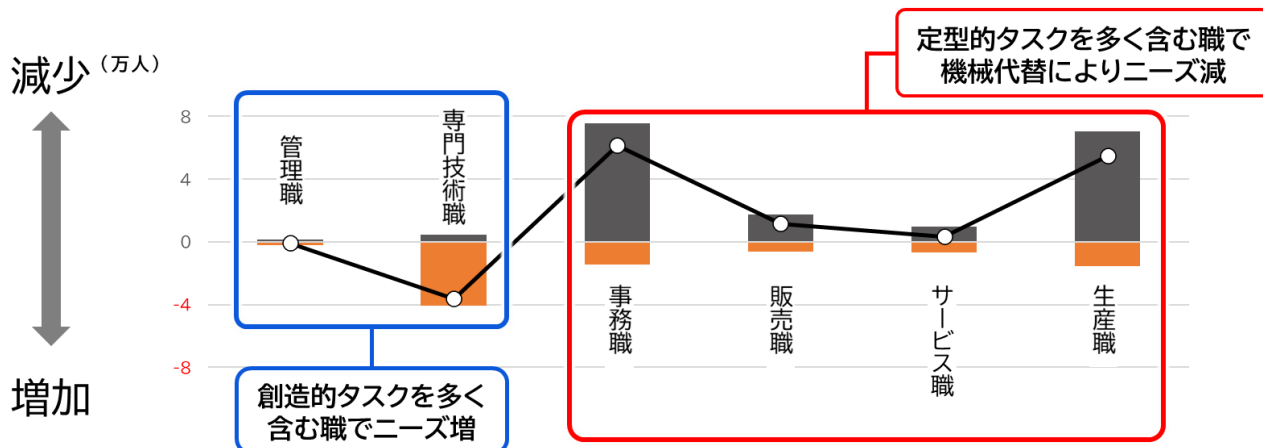 定型的タスクを多く含む職で
機械代替によりニーズ減
減少（万人）
8
4
0
-4
-8
増加
管理職
専門技術職
事務職
販売職
サービス職
生産職
創造的タスクを多く
含む職でニーズ増